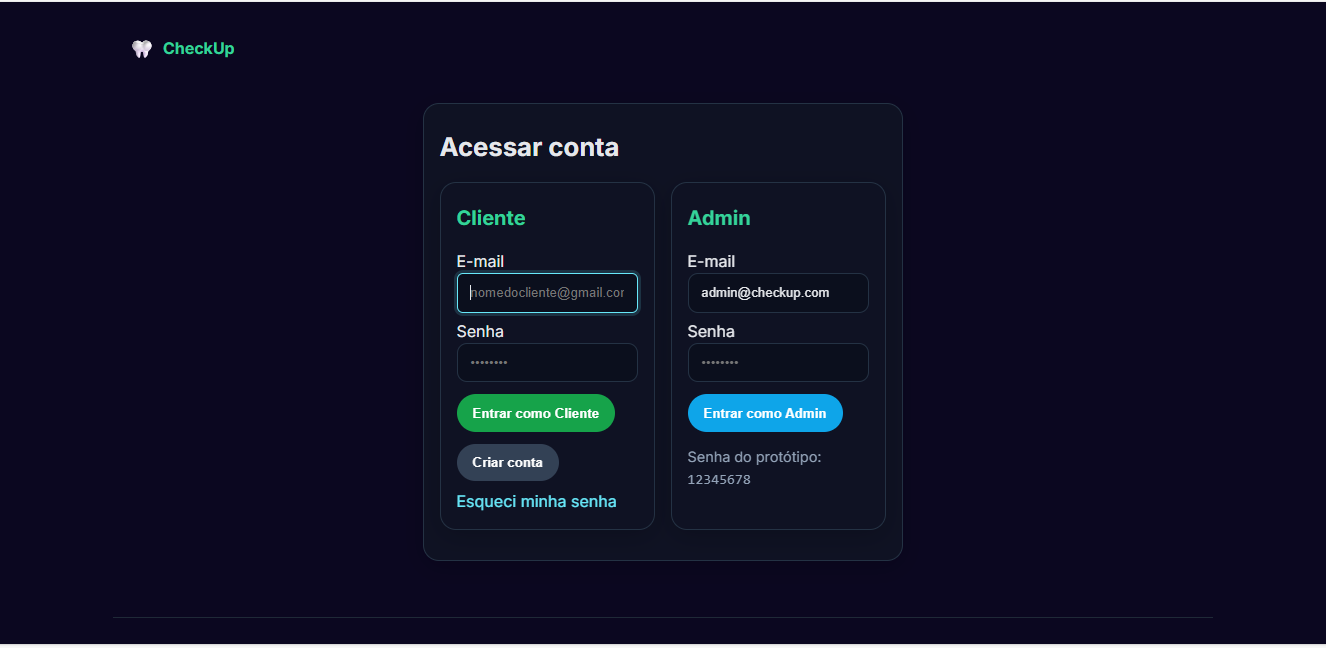 CheckUp
Acessar conta
Cliente
E-mail
nomedocliente@gmail.cor
Senha
••••••••
Entrar como Cliente
Criar conta
Esqueci minha senha
Admin
E-mail
admin@checkup.com
Senha
••••••••
Entrar como Admin
Senha do protótipo:
12345678